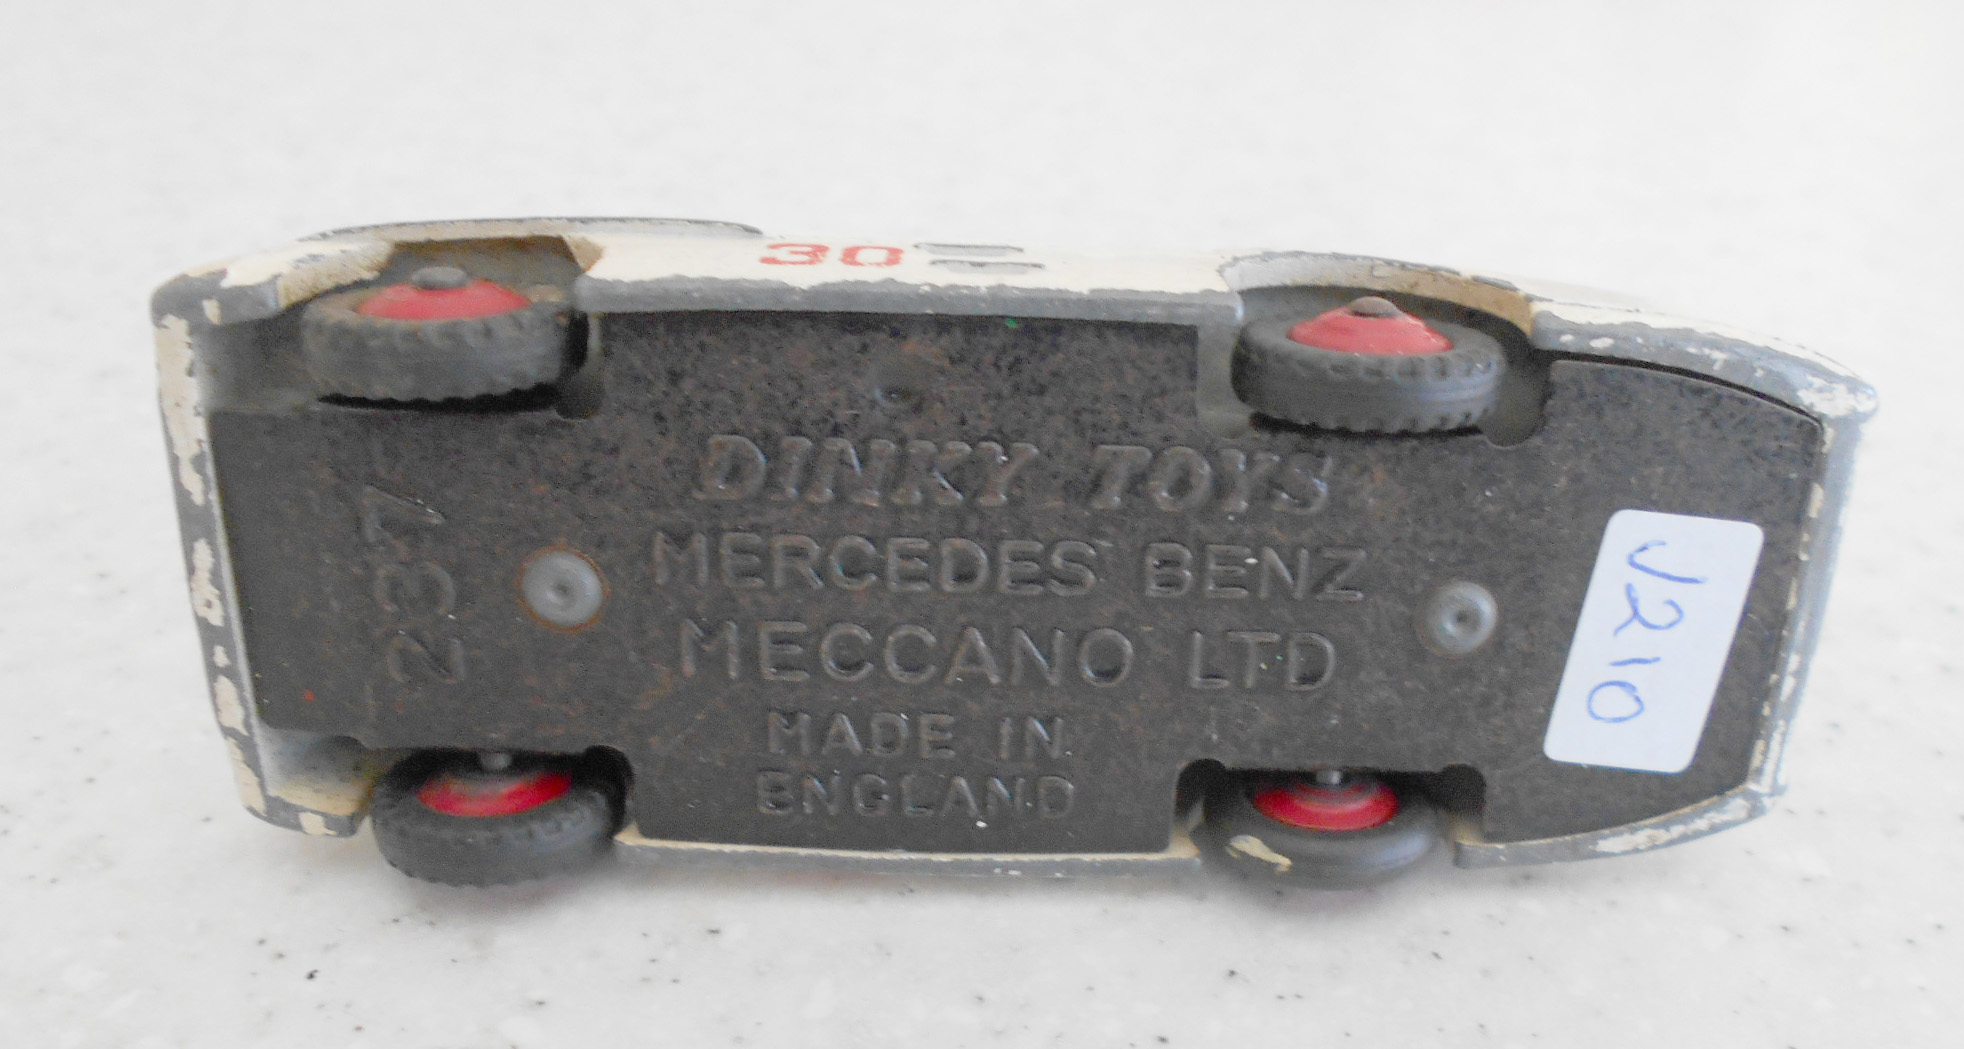 30
DINKY TOYS
MERCEDES BENZ
MECCANO LTD
MADE IN
ENGLAND
237
J210